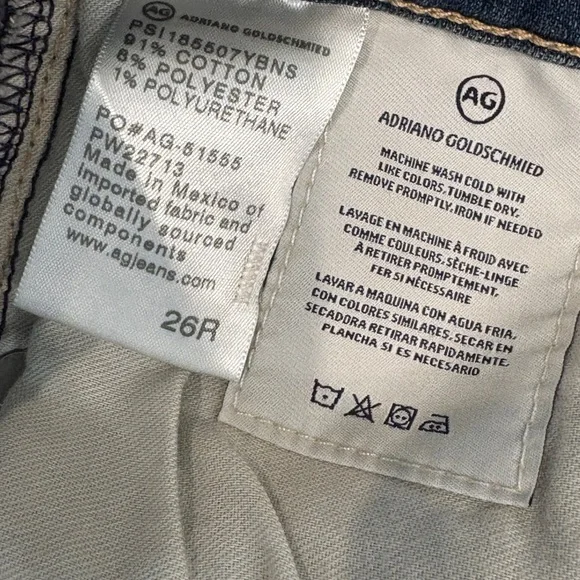 AG ADRIANO GOLDSCHMIED
PSI185507YBNS
91% COTTON
8% POLYESTER
1% POLYURETHANE
PO#AG-51555
PW22713
Made in Mexico of
imported fabric and
globally sourced
components
www.agjeans.com
26R
AG
ADRIANO GOLDSCHMIED
MACHINE WASH COLD WITH
LIKE COLORS, TUMBLE DRY.
REMOVE PROMPTLY, IRON IF NEEDED
LAVAGE EN MACHINE À FROID AVEC
COMME COULEURS, SÈCHE-LINGE
À RETIRER PROMPTEMENT,
FER SI NÉCESSAIRE
LAVAR A MAQUINA CON AGUA FRIA,
CON COLORES SIMILARES, SECAR EN
SECADORA RETIRAR RAPIDAMENTE,
PLANCHA SI ES NECESARIO